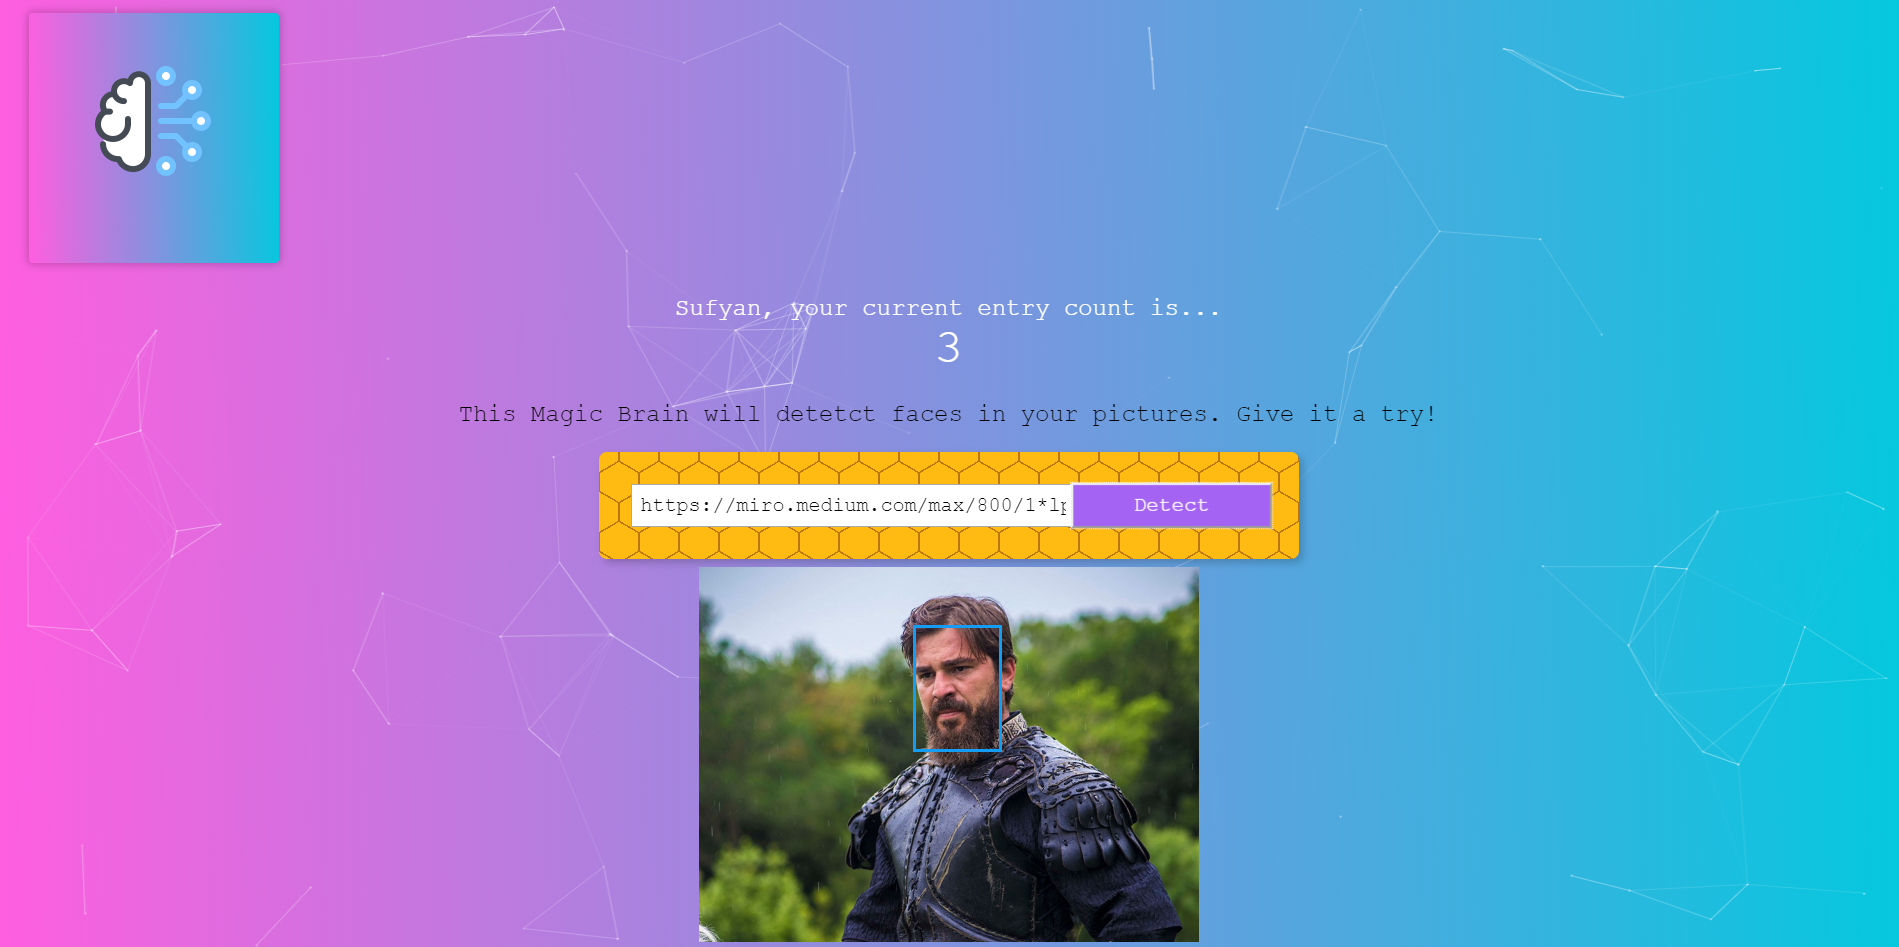 Sufyan, your current entry count is...
3
This Magic Brain will detetct faces in your pictures. Give it a try!
https://miro.medium.com/max/800/1*lp
Detect